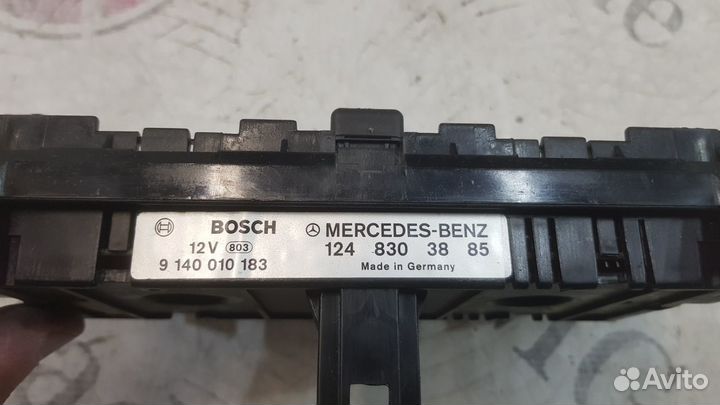 BOSCH
12V 803
9 140 010 183
MERCEDES-BENZ
124 830 38 85
Made in Germany
Avito